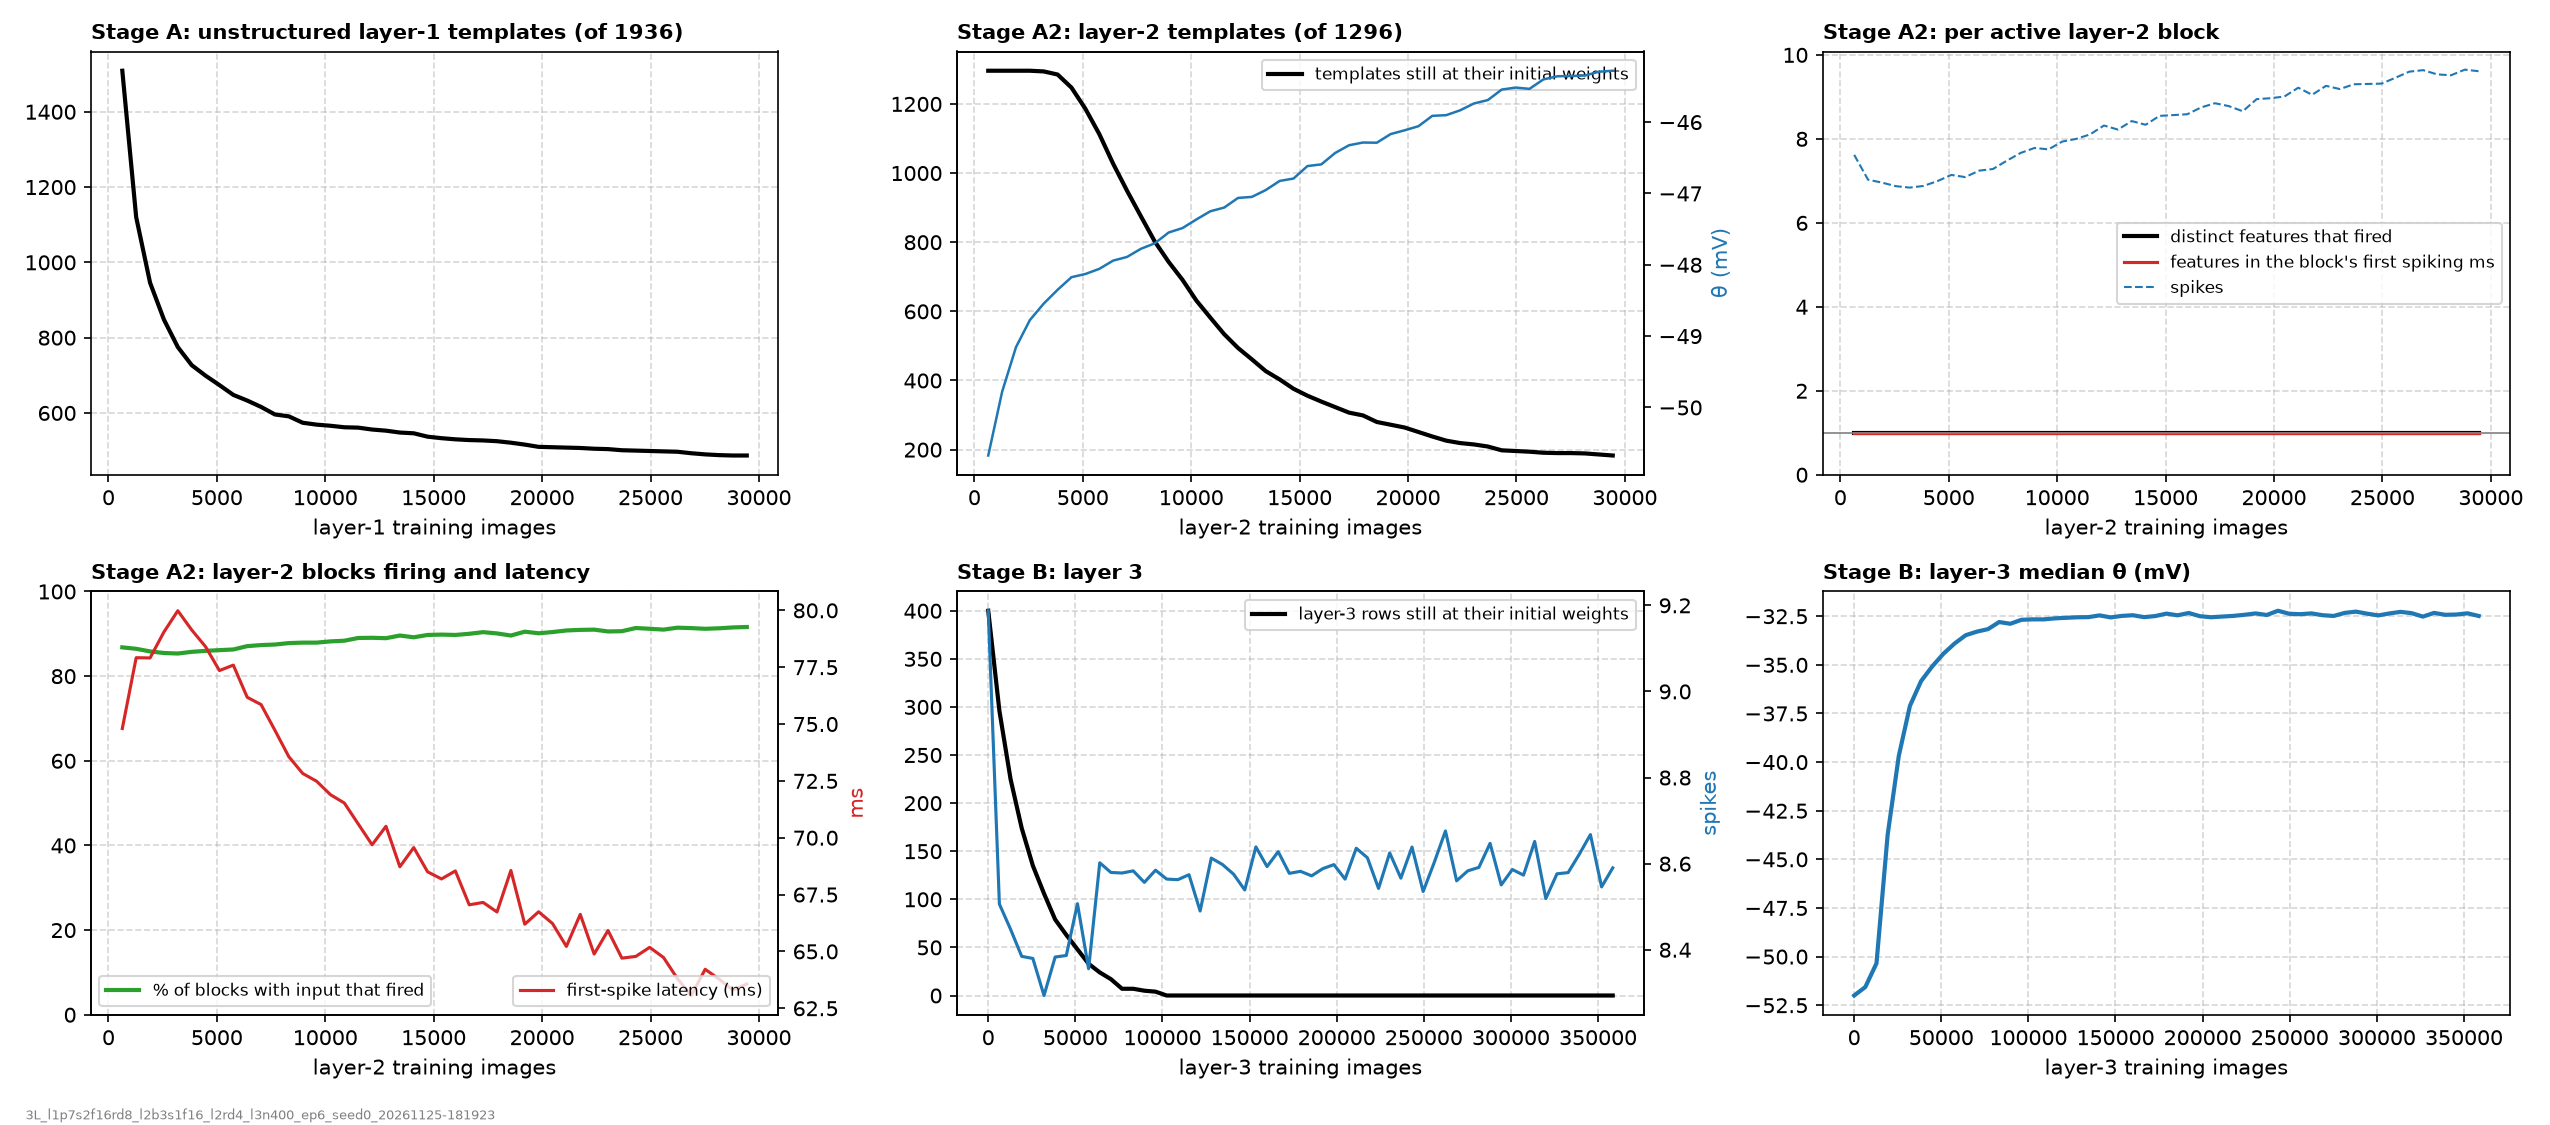 Stage A: unstructured layer-1 templates (of 1936)
1400
1200
1000
800
600
0 5000 10000 15000 20000 25000 30000
layer-1 training images
Stage A2: layer-2 templates (of 1296)
templates still at their initial weights
1200
1000
800
600
400
200
−46
−47
−48
−49
−50
θ (mV)
0 5000 10000 15000 20000 25000 30000
layer-2 training images
Stage A2: per active layer-2 block
10
8
6
4
2
0
distinct features that fired
features in the block's first spiking ms
spikes
0 5000 10000 15000 20000 25000 30000
layer-2 training images
Stage A2: layer-2 blocks firing and latency
100
80
60
40
20
0
80.0
77.5
75.0
72.5
70.0
67.5
65.0
62.5
ms
% of blocks with input that fired
first-spike latency (ms)
0 5000 10000 15000 20000 25000 30000
layer-2 training images
Stage B: layer 3
layer-3 rows still at their initial weights
400
350
300
250
200
150
100
50
0
9.2
9.0
8.8
8.6
8.4
spikes
0 50000 100000 150000 200000 250000 300000 350000
layer-3 training images
Stage B: layer-3 median θ (mV)
−32.5
−35.0
−37.5
−40.0
−42.5
−45.0
−47.5
−50.0
−52.5
0 50000 100000 150000 200000 250000 300000 350000
layer-3 training images
3L_l1p7s2f16rd8_l2b3s1f16_l2rd4_l3n400_ep6_seed0_20261125-181923